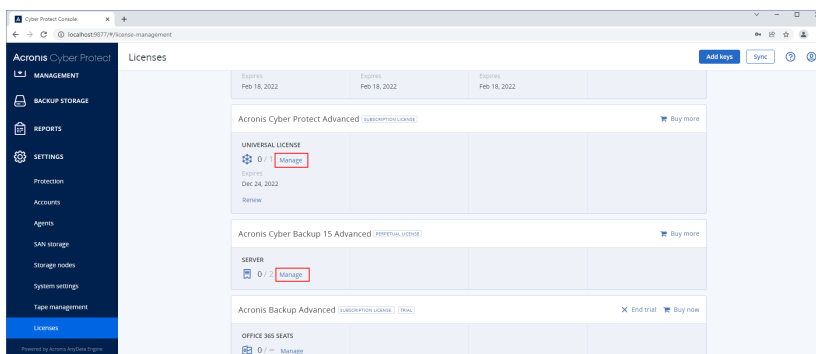 Cyber Protect Console
localhost:9877/#/license-management
Acronis Cyber Protect
Licenses
Add keys
Sync
MANAGEMENT
BACKUP STORAGE
REPORTS
SETTINGS
Protection
Accounts
Agents
SAN storage
Storage nodes
System settings
Tape management
Licenses
Powered by Acronis AnyData Engine
Expires Expires Expires
Feb 18, 2022 Feb 18, 2022 Feb 18, 2022
Acronis Cyber Protect Advanced SUBSCRIPTION LICENSE Buy more
UNIVERSAL LICENSE
0 / 1 Manage
Expires
Dec 24, 2022
Renew
Acronis Cyber Backup 15 Advanced PERPETUAL LICENSE Buy more
SERVER
0 / 2 Manage
Acronis Backup Advanced SUBSCRIPTION LICENSE TRIAL End trial Buy now
OFFICE 365 SEATS
0 / — Manage